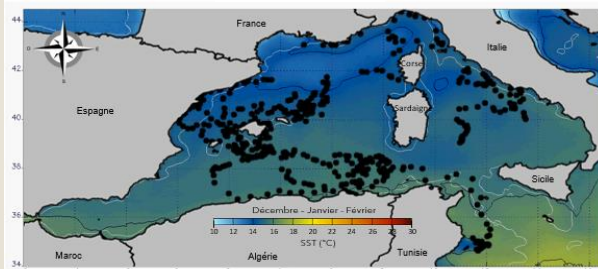 44.
42
40
38
36
34.
France
Italie
Espagne
Corse
Sardaigne
Sicile
Décembre - Janvier - Février
10 12 14 16 18 20 22 24 26 28 30
SST (°C)
Maroc
Algérie
Tunisie